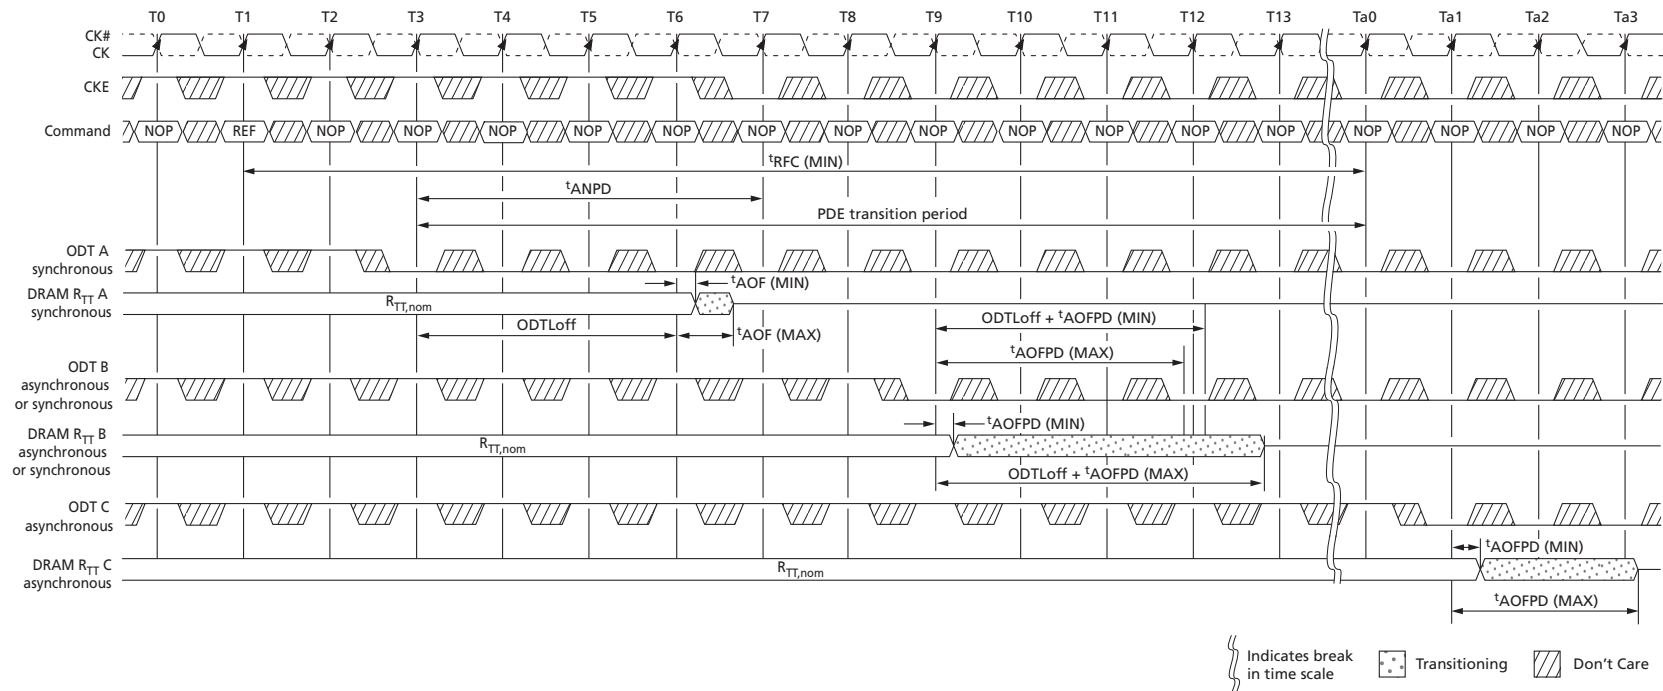 T0 T1 T2 T3 T4 T5 T6 T7 T8 T9 T10 T11 T12 T13 Ta0 Ta1 Ta2 Ta3
CK#
CK
CKE
Command NOP REF NOP NOP NOP NOP NOP NOP NOP NOP NOP NOP NOP NOP NOP NOP NOP NOP
tRFC (MIN)
tANPD
PDE transition period
ODT A
synchronous
tAOF (MIN)
DRAM RTT A
synchronous
RTT,nom
ODTLoff
tAOF (MAX)
ODTLoff + tAOFPD (MIN)
tAOFPD (MAX)
ODT B
asynchronous
or synchronous
tAOFPD (MIN)
DRAM RTT B
asynchronous
or synchronous
RTT,nom
ODTLoff + tAOFPD (MAX)
ODT C
asynchronous
tAOFPD (MIN)
DRAM RTT C
asynchronous
RTT,nom
tAOFPD (MAX)
Indicates break
in time scale
Transitioning
Don't Care